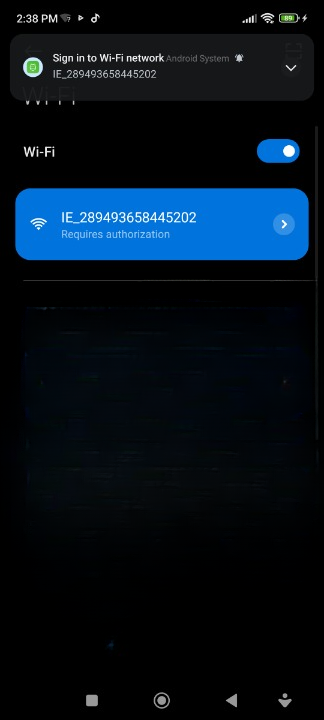 2:38 PM
89
Sign in to Wi-Fi network Android System
IE_289493658445202
Wi-Fi
Wi-Fi
IE_289493658445202
Requires authorization